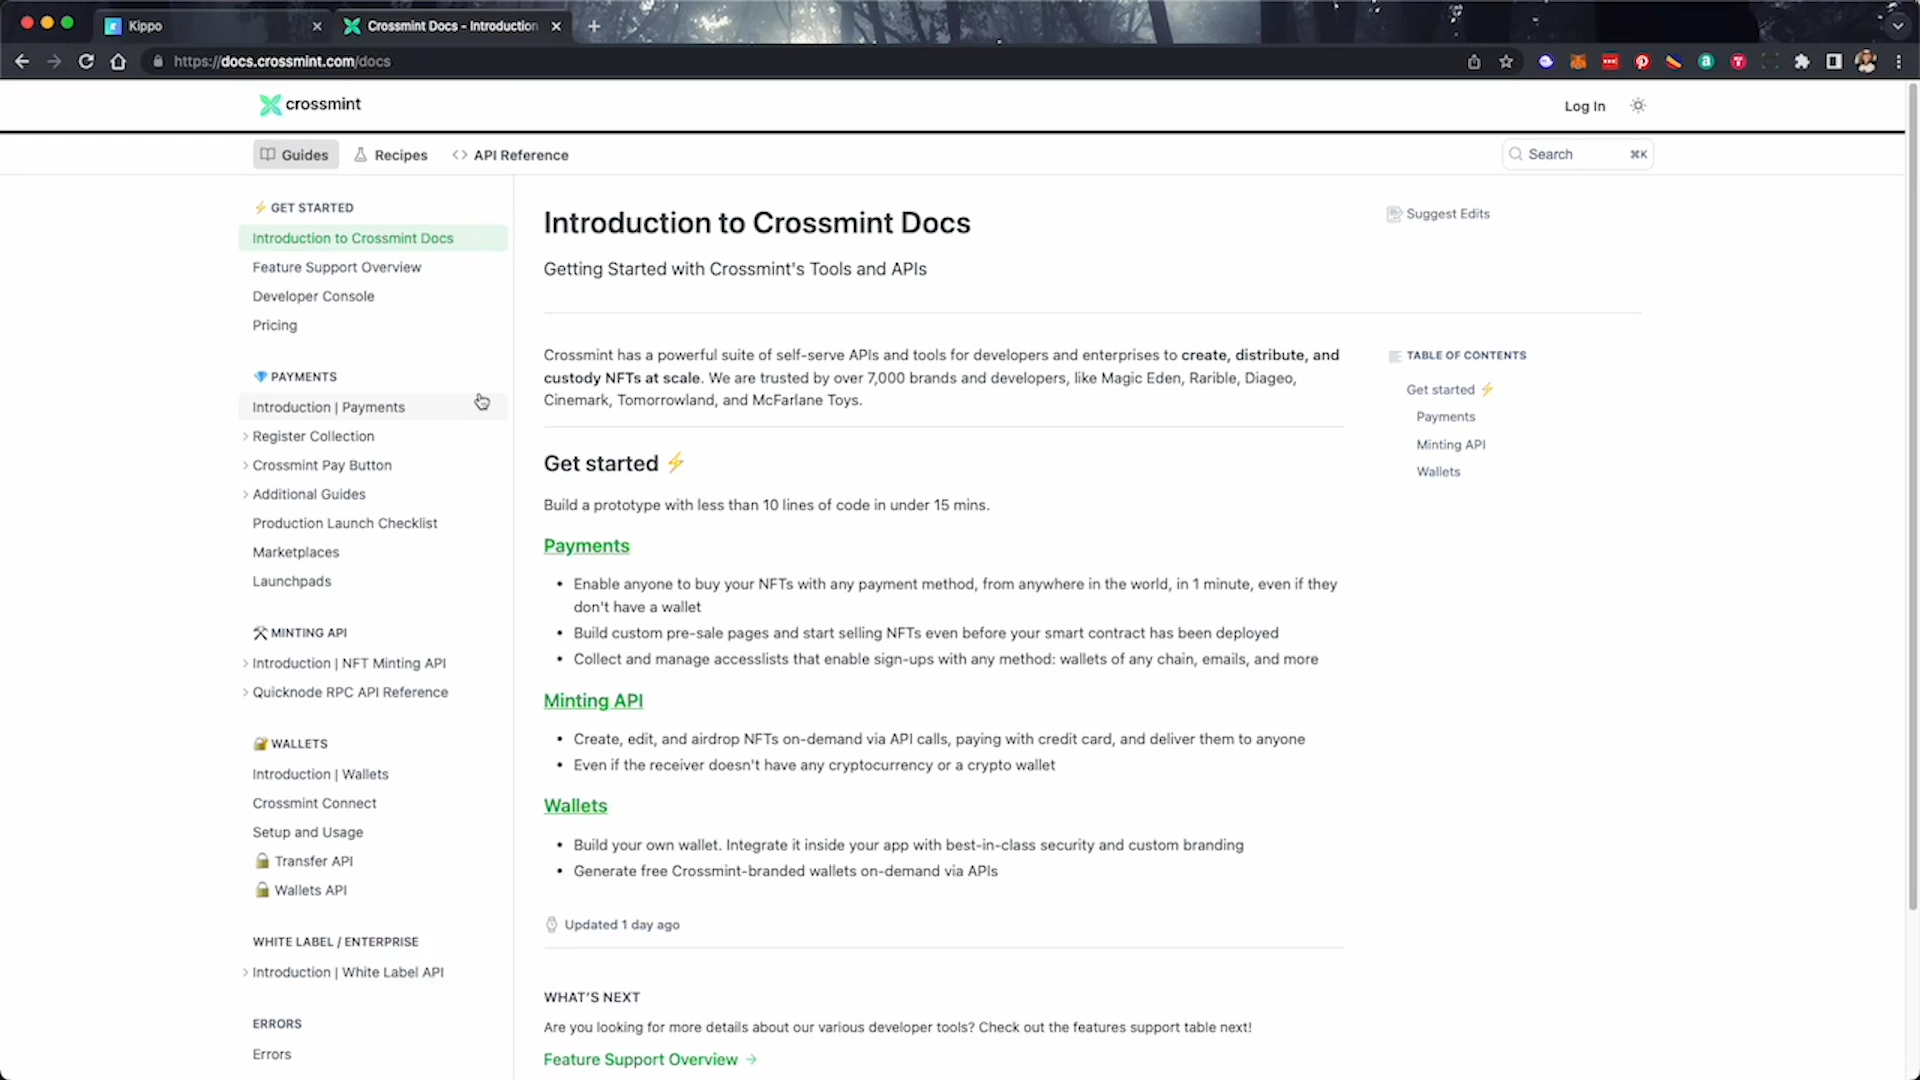 Kippo
Crossmint Docs - Introduction
https://docs.crossmint.com/docs
crossmint
Log In
Guides
Recipes
API Reference
Search
⌘K
⚡ GET STARTED
Introduction to Crossmint Docs
Feature Support Overview
Developer Console
Pricing
💎 PAYMENTS
Introduction | Payments
Register Collection
Crossmint Pay Button
Additional Guides
Production Launch Checklist
Marketplaces
Launchpads
⚒️ MINTING API
Introduction | NFT Minting API
Quicknode RPC API Reference
🔐 WALLETS
Introduction | Wallets
Crossmint Connect
Setup and Usage
🔒 Transfer API
🔒 Wallets API
WHITE LABEL / ENTERPRISE
Introduction | White Label API
ERRORS
Errors
Introduction to Crossmint Docs
Getting Started with Crossmint's Tools and APIs
Crossmint has a powerful suite of self-serve APIs and tools for developers and enterprises to create, distribute, and
custody NFTs at scale. We are trusted by over 7,000 brands and developers, like Magic Eden, Rarible, Diageo,
Cinemark, Tomorrowland, and McFarlane Toys.
Get started ⚡
Build a prototype with less than 10 lines of code in under 15 mins.
Payments
• Enable anyone to buy your NFTs with any payment method, from anywhere in the world, in 1 minute, even if they
don't have a wallet
• Build custom pre-sale pages and start selling NFTs even before your smart contract has been deployed
• Collect and manage accesslists that enable sign-ups with any method: wallets of any chain, emails, and more
Minting API
• Create, edit, and airdrop NFTs on-demand via API calls, paying with credit card, and deliver them to anyone
• Even if the receiver doesn't have any cryptocurrency or a crypto wallet
Wallets
• Build your own wallet. Integrate it inside your app with best-in-class security and custom branding
• Generate free Crossmint-branded wallets on-demand via APIs
Updated 1 day ago
WHAT'S NEXT
Are you looking for more details about our various developer tools? Check out the features support table next!
Feature Support Overview →
Suggest Edits
TABLE OF CONTENTS
Get started ⚡
Payments
Minting API
Wallets